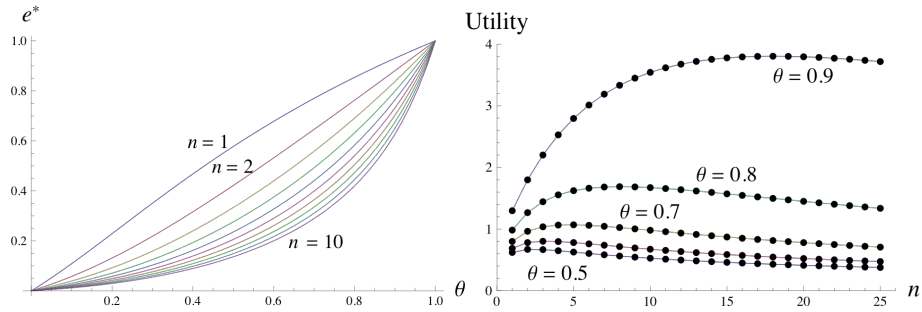 e*
1.0
0.8
0.6
0.4
0.2
n = 1
n = 2
n = 10
0.2 0.4 0.6 0.8 1.0 θ
Utility
4
3
2
1
0
θ = 0.9
θ = 0.8
θ = 0.7
θ = 0.5
0 5 10 15 20 25 n